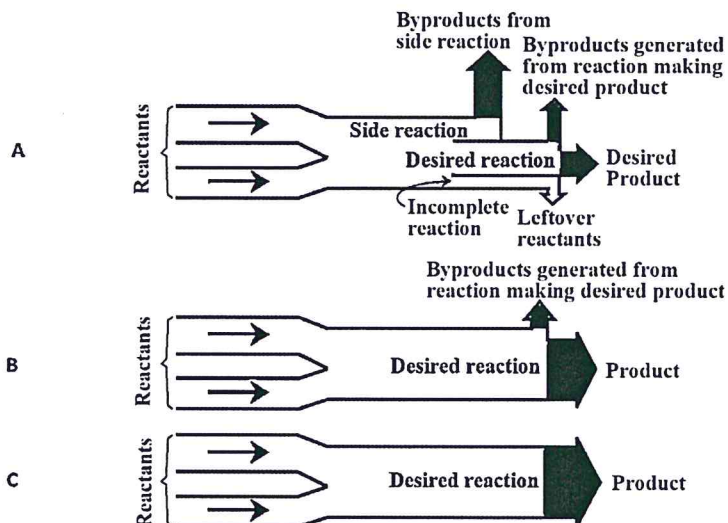 Byproducts from
side reaction
Byproducts generated
from reaction making
desired product
A
Reactants
Side reaction
Desired reaction
Desired
Product
Incomplete
reaction
Leftover
reactants
Byproducts generated from
reaction making desired product
B
Reactants
Desired reaction
Product
C
Reactants
Desired reaction
Product